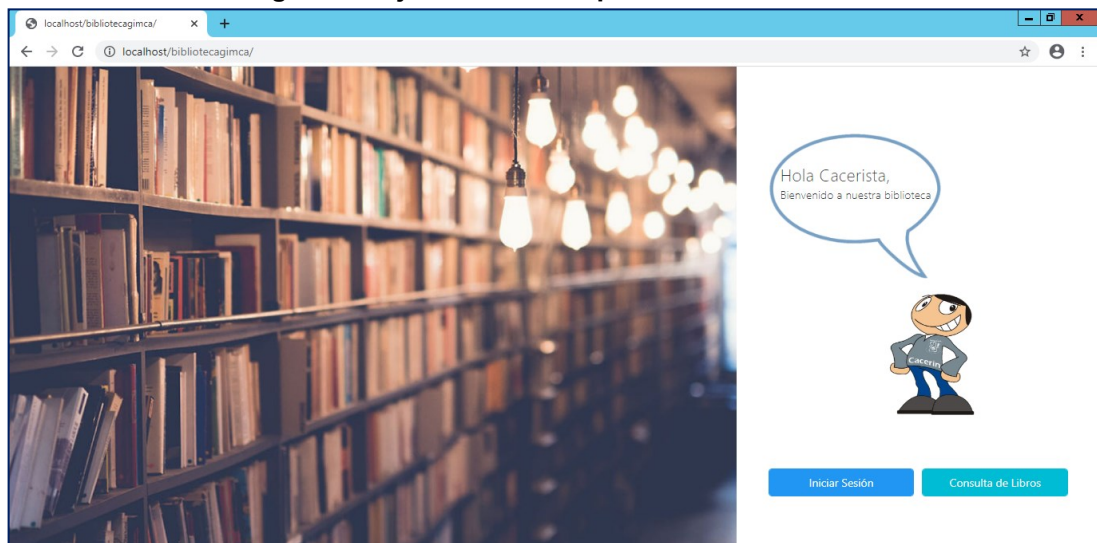 localhost/bibliotecagimca/
localhost/bibliotecagimca/
Hola Cacerista,
Bienvenido a nuestra biblioteca
Cacerin
Iniciar Sesión
Consulta de Libros